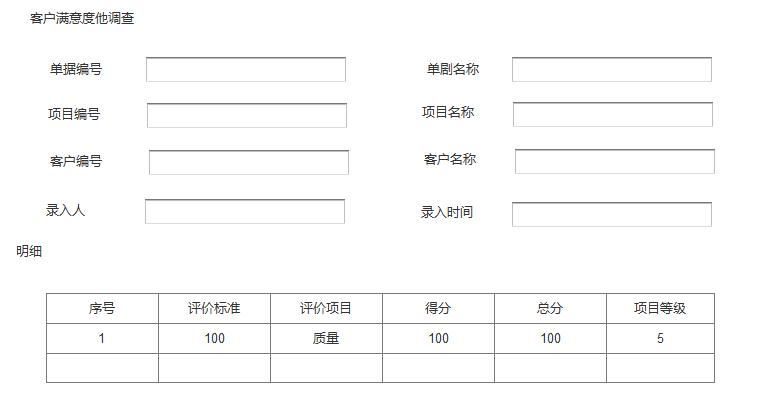 客户满意度他调查
单据编号 单剧名称
项目编号 项目名称
客户编号 客户名称
录入人 录入时间
明细
序号 评价标准 评价项目 得分 总分 项目等级
1 100 质量 100 100 5